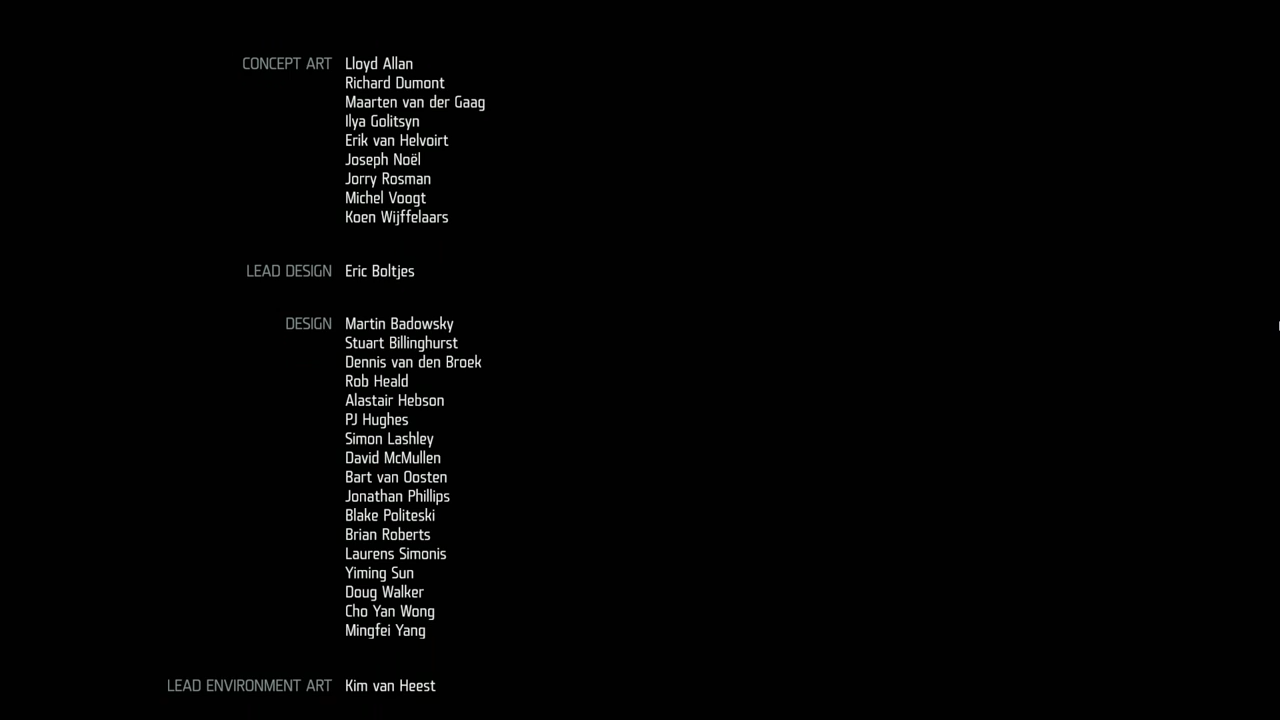 CONCEPT ART Lloyd Allan
Richard Dumont
Maarten van der Gaag
Ilya Golitsyn
Erik van Helvoirt
Joseph Noël
Jorry Rosman
Michel Voogt
Koen Wijffelaars
LEAD DESIGN Eric Boltjes
DESIGN Martin Badowsky
Stuart Billinghurst
Dennis van den Broek
Rob Heald
Alastair Hebson
PJ Hughes
Simon Lashley
David McMullen
Bart van Oosten
Jonathan Phillips
Blake Politeski
Brian Roberts
Laurens Simonis
Yiming Sun
Doug Walker
Cho Yan Wong
Mingfei Yang
LEAD ENVIRONMENT ART Kim van Heest